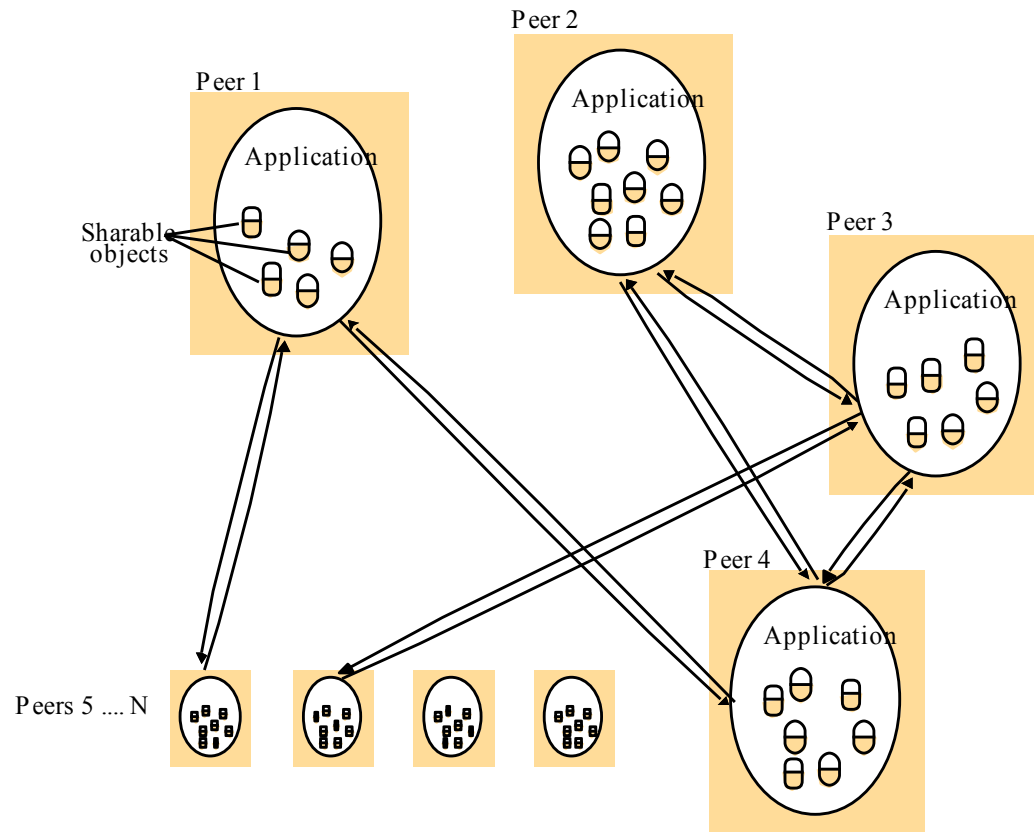 Peer 2
Application
Peer 1
Application
Sharable
objects
Peer 3
Application
Peer 4
Application
Peers 5 .... N